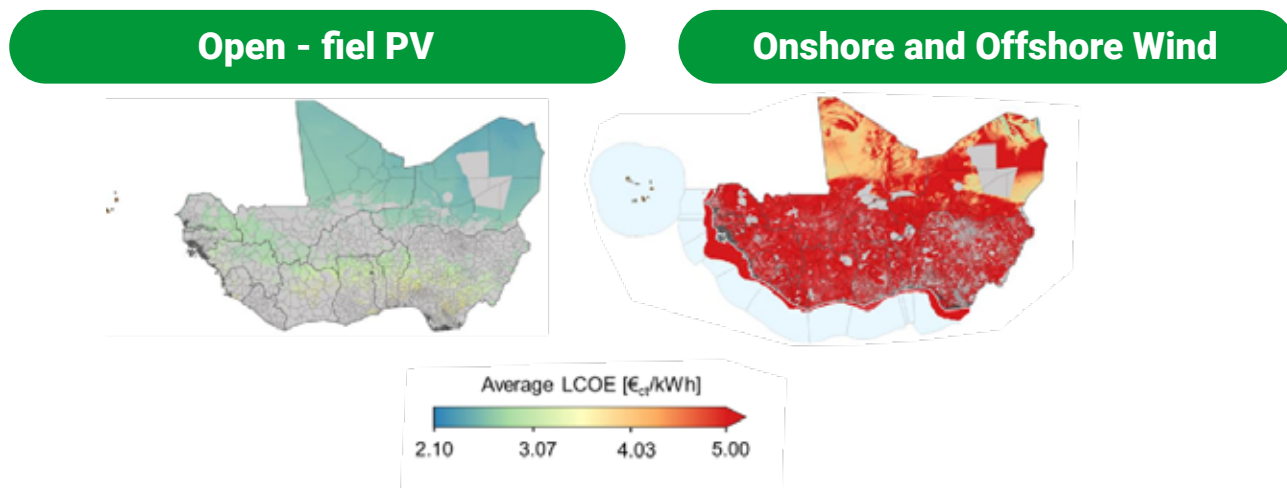 Open - fiel PV
Onshore and Offshore Wind
Average LCOE [€ct/kWh]
2.10 3.07 4.03 5.00